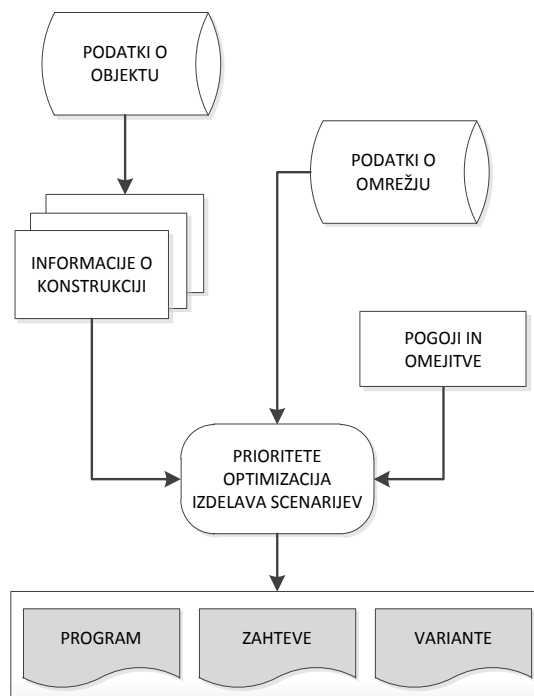 PODATKI O
OBJEKTU
PODATKI O
OMREŽJU
INFORMACIJE O
KONSTRUKCIJI
POGOJI IN
OMEJITVE
PRIORITETE
OPTIMIZACIJA
IZDELAVA SCENARIJEV
PROGRAM
ZAHTEVE
VARIANTE